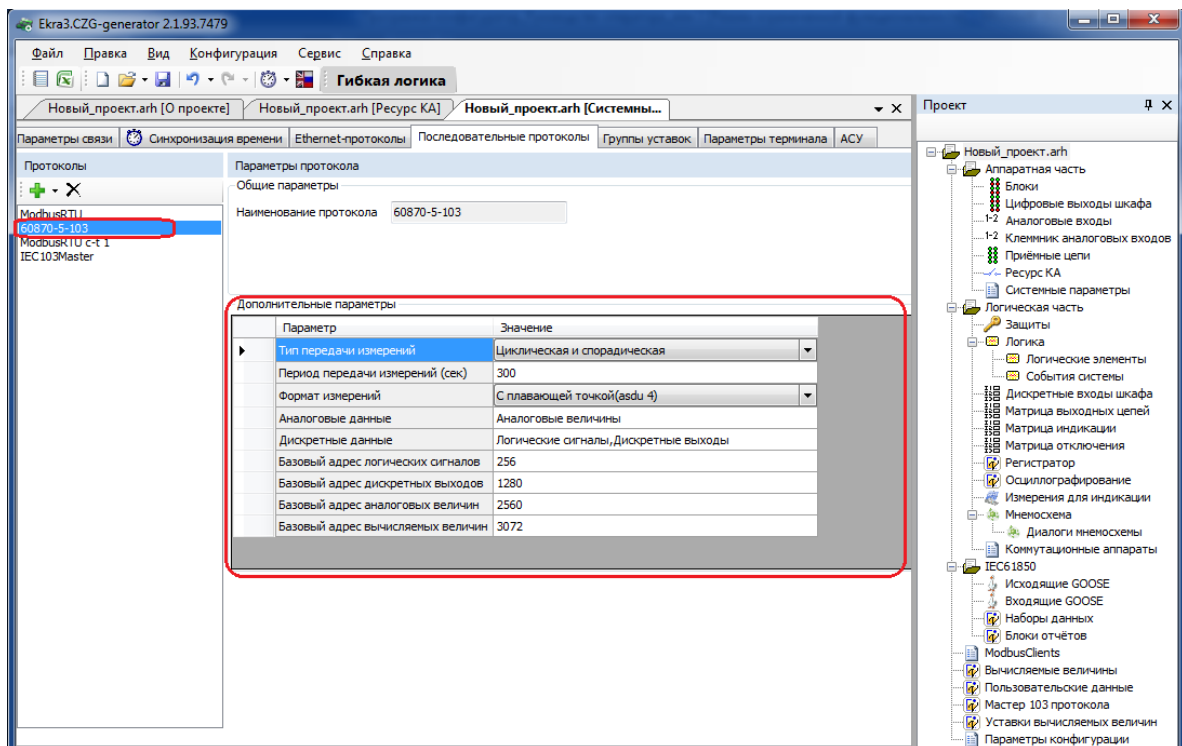 Ekra3.CZG-generator 2.1.93.7479
Файл Правка Вид Конфигурация Сервис Справка
Гибкая логика
Новый_проект.arh [О проекте] Новый_проект.arh [Ресурс КА] Новый_проект.arh [Системны...
Параметры связи Синхронизация времени Ethernet-протоколы Последовательные протоколы Группы уставок Параметры терминала АСУ
Протоколы
ModbusRTU
60870-5-103
ModbusRTU c-t 1
IEC103Master
Параметры протокола
Общие параметры
Наименование протокола 60870-5-103
Дополнительные параметры
Параметр Значение
Тип передачи измерений Циклическая и спорадическая
Период передачи измерений (сек) 300
Формат измерений С плавающей точкой(asdu 4)
Аналоговые данные Аналоговые величины
Дискретные данные Логические сигналы,Дискретные выходы
Базовый адрес логических сигналов 256
Базовый адрес дискретных выходов 1280
Базовый адрес аналоговых величин 2560
Базовый адрес вычисляемых величин 3072
Проект
Новый_проект.arh
Аппаратная часть
Блоки
Цифровые выходы шкафа
1-2 Аналоговые входы
1-2 Клеммник аналоговых входов
Приёмные цепи
Ресурс КА
Системные параметры
Логическая часть
Защиты
Логика
Логические элементы
События системы
Дискретные входы шкафа
Матрица выходных цепей
Матрица индикации
Матрица отключения
Регистратор
Осциллографирование
Измерения для индикации
Мнемосхема
Диалоги мнемосхемы
Коммутационные аппараты
IEC61850
Исходящие GOOSE
Входящие GOOSE
Наборы данных
Блоки отчётов
ModbusClients
Вычисляемые величины
Пользовательские данные
Мастер 103 протокола
Уставки вычисляемых величин
Параметры конфигурации